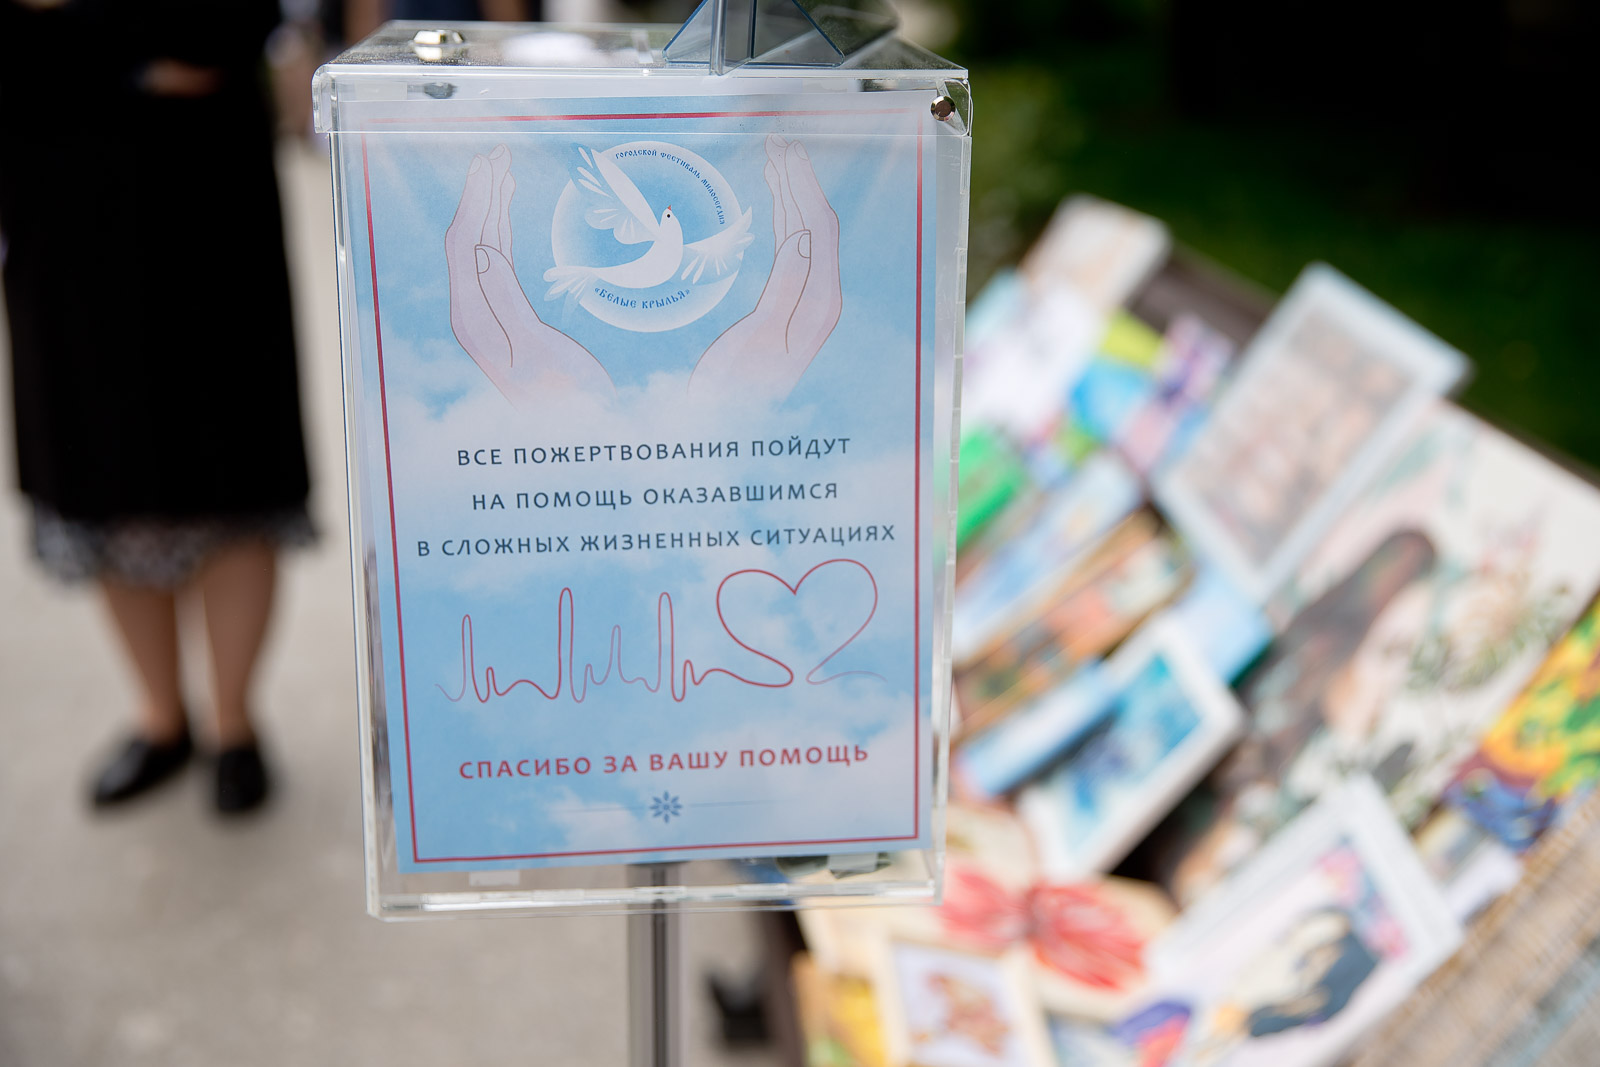 ГОРОДСКОЙ ФЕСТИВАЛЬ МИЛОСЕРДИЯ
«БЕЛЫЕ КРЫЛЬЯ»
ВСЕ ПОЖЕРТВОВАНИЯ ПОЙДУТ
НА ПОМОЩЬ ОКАЗАВШИМСЯ
В СЛОЖНЫХ ЖИЗНЕННЫХ СИТУАЦИЯХ
СПАСИБО ЗА ВАШУ ПОМОЩЬ